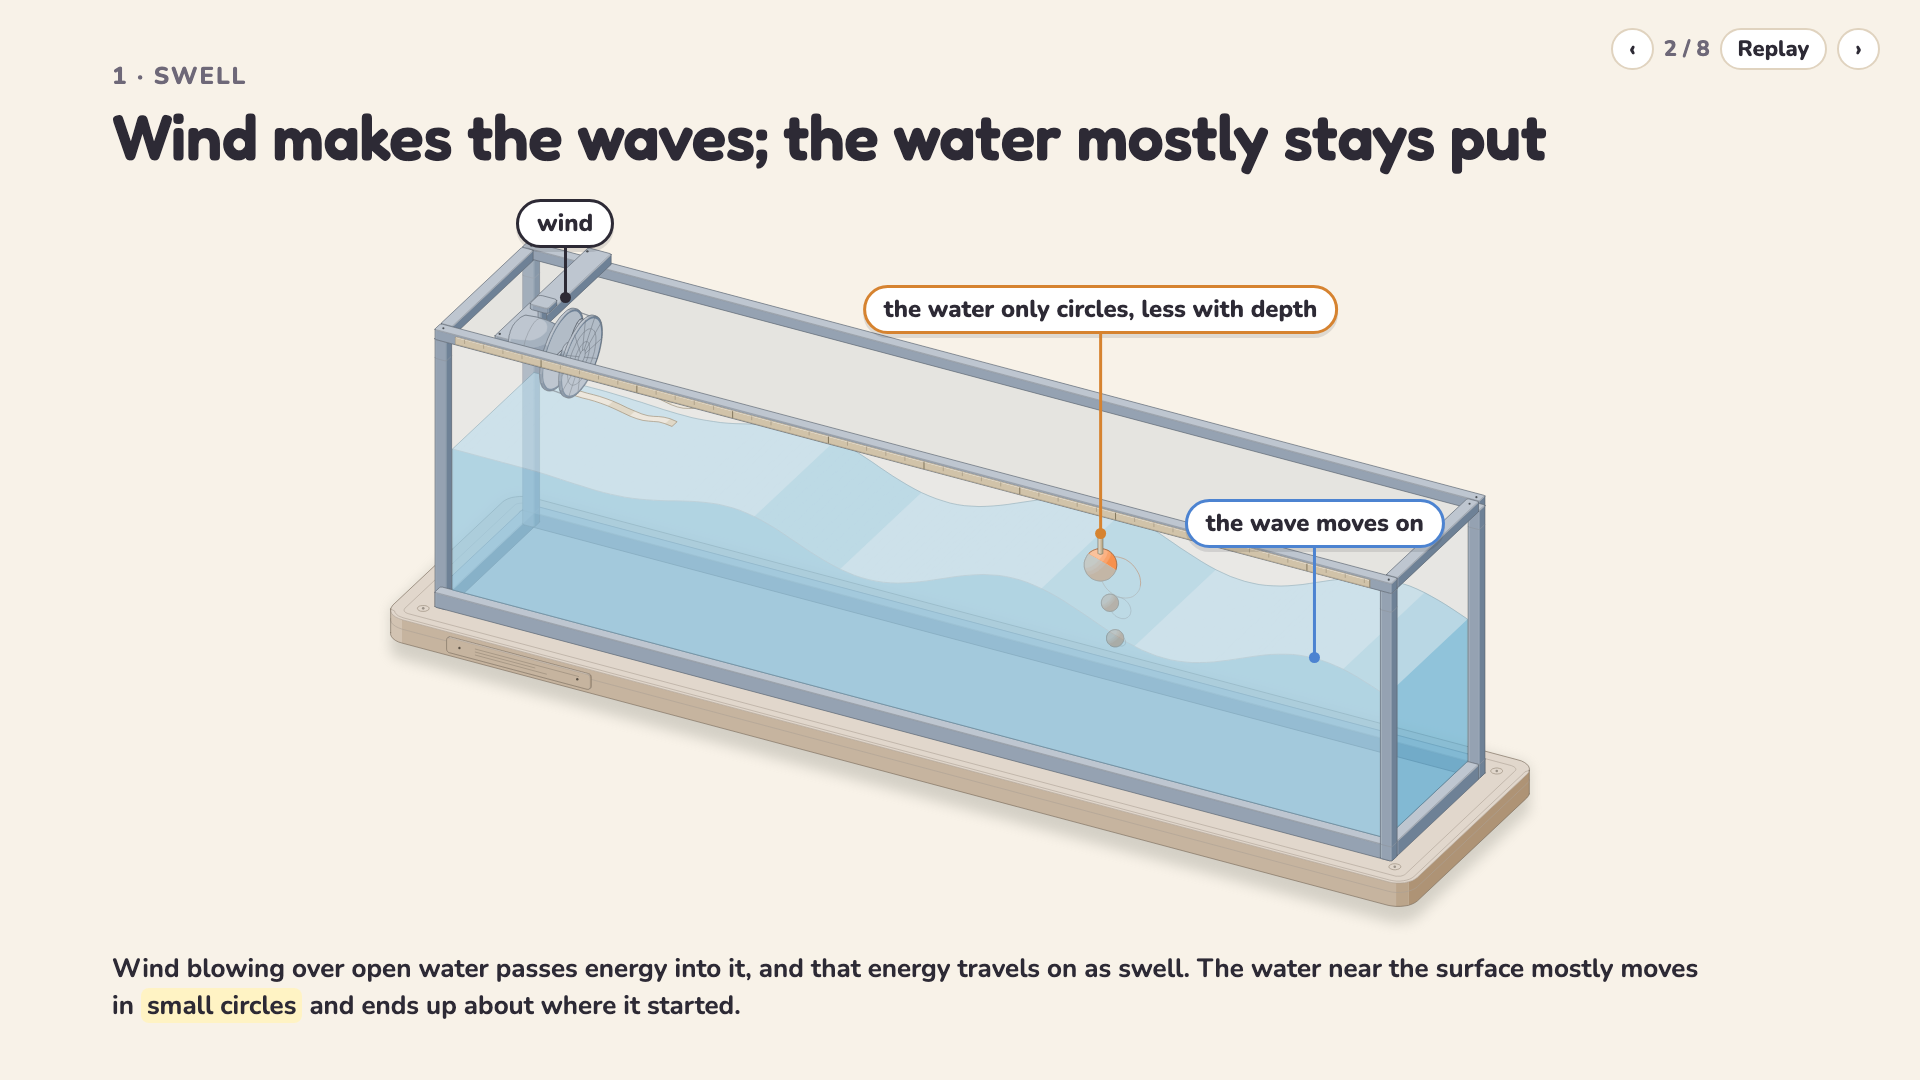 ‹ 2 / 8 Replay ›
1 · SWELL
Wind makes the waves; the water mostly stays put
wind
the water only circles, less with depth
the wave moves on
Wind blowing over open water passes energy into it, and that energy travels on as swell. The water near the surface mostly moves
in small circles and ends up about where it started.